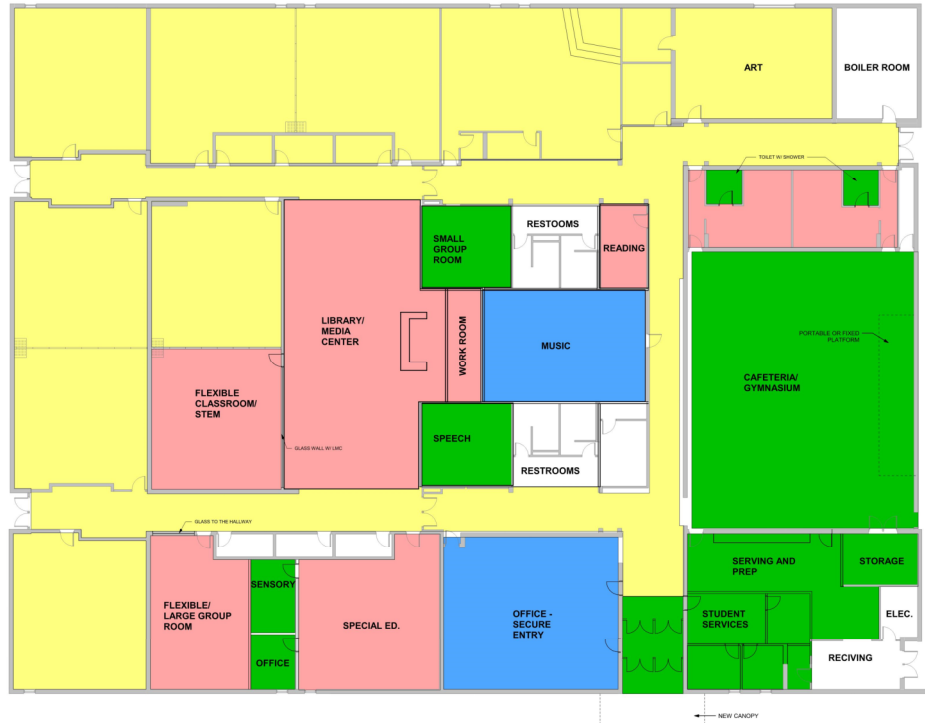 ART
BOILER ROOM
TOILET W/ SHOWER
RESTOOMS
SMALL
GROUP
ROOM
READING
LIBRARY/
MEDIA
CENTER
WORK ROOM
MUSIC
PORTABLE OR FIXED
PLATFORM
CAFETERIA/
GYMNASIUM
FLEXIBLE
CLASSROOM/
STEM
GLASS WALL W/ LMC
SPEECH
RESTROOMS
GLASS TO THE HALLWAY
SENSORY
SERVING AND
PREP
STORAGE
FLEXIBLE/
LARGE GROUP
ROOM
SPECIAL ED.
OFFICE -
SECURE
ENTRY
STUDENT
SERVICES
ELEC.
OFFICE
RECIVING
NEW CANOPY